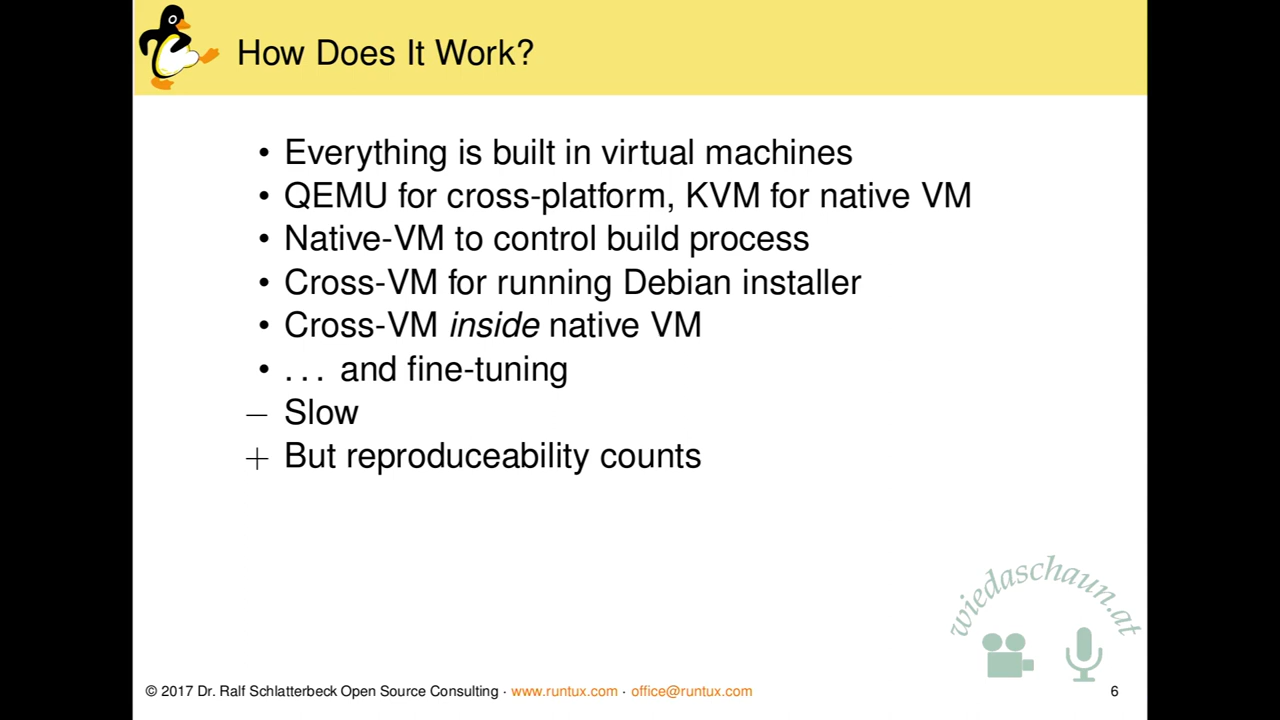 How Does It Work?
• Everything is built in virtual machines
• QEMU for cross-platform, KVM for native VM
• Native-VM to control build process
• Cross-VM for running Debian installer
• Cross-VM inside native VM
• . . . and fine-tuning
− Slow
+ But reproduceability counts
wiedaschaun.at
© 2017 Dr. Ralf Schlatterbeck Open Source Consulting · www.runtux.com · office@runtux.com 6